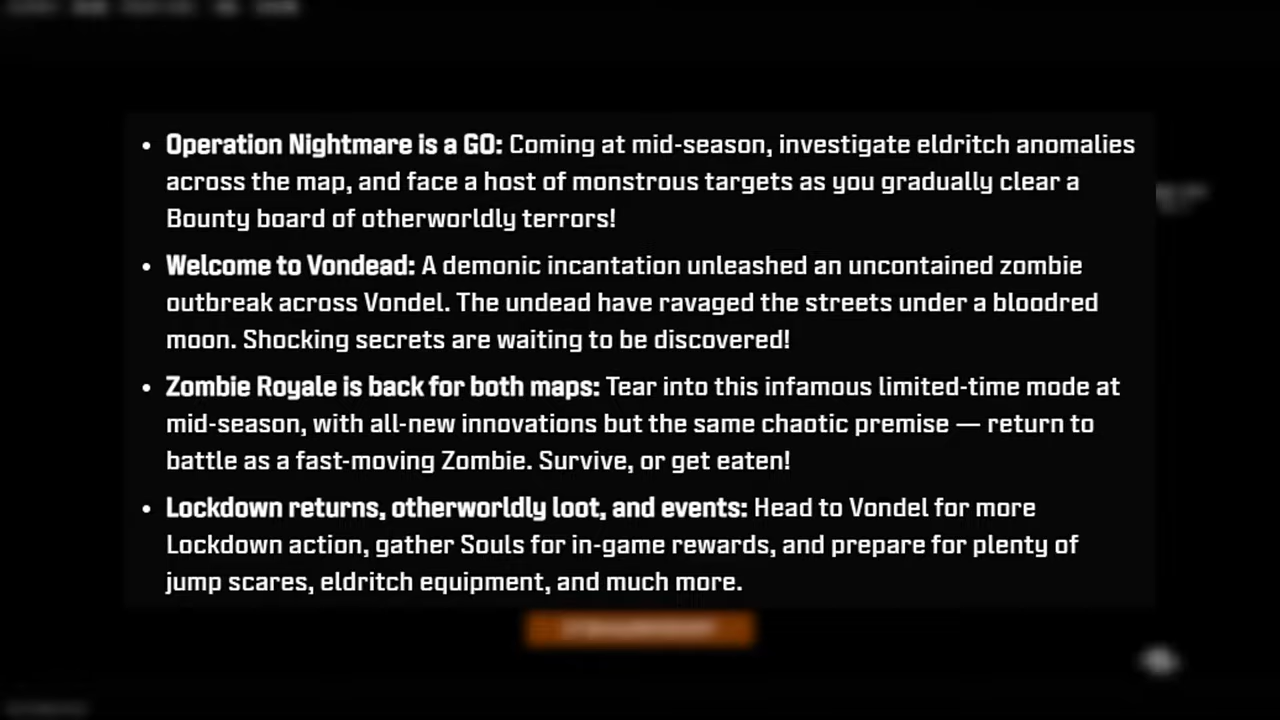 • Operation Nightmare is a GO: Coming at mid-season, investigate eldritch anomalies
across the map, and face a host of monstrous targets as you gradually clear a
Bounty board of otherworldly terrors!
• Welcome to Vondead: A demonic incantation unleashed an uncontained zombie
outbreak across Vondel. The undead have ravaged the streets under a bloodred
moon. Shocking secrets are waiting to be discovered!
• Zombie Royale is back for both maps: Tear into this infamous limited-time mode at
mid-season, with all-new innovations but the same chaotic premise — return to
battle as a fast-moving Zombie. Survive, or get eaten!
• Lockdown returns, otherworldly loot, and events: Head to Vondel for more
Lockdown action, gather Souls for in-game rewards, and prepare for plenty of
jump scares, eldritch equipment, and much more.